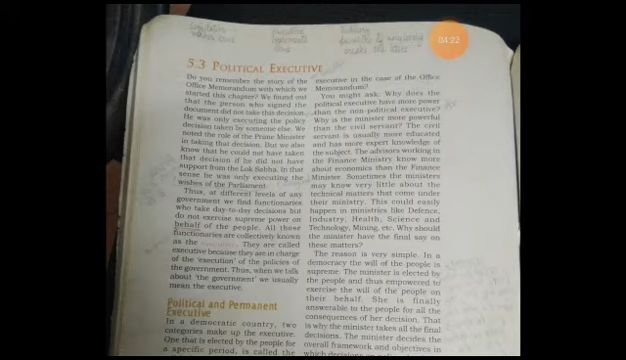 04:22
5.3 POLITICAL EXECUTIVE
Do you remember the story of the
Office Memorandum with which we
started this chapter? We found out
that the person who signed the
document did not take this decision.
He was only executing the policy
decision taken by someone else. We
noted the role of the Prime Minister
in taking that decision. But we also
know that he could not have taken
that decision if he did not have
support from the Lok Sabha. In that
sense he was only executing the
wishes of the Parliament.
Thus, at different levels of any
government we find functionaries
who take day-to-day decisions but
do not exercise supreme power on
behalf of the people. All those
functionaries are collectively known
as the executive. They are called
executive because they are in charge
of the 'execution' of the policies of
the government. Thus, when we talk
about 'the government' we usually
mean the executive.
Political and Permanent
Executive
In a democratic country, two
categories make up the executive.
One that is elected by the people for
a specific period, is called the
executive in the case of the Office
Memorandum?
You might ask: Why does the
political executive have more power
than the non-political executive?
Why is the minister more powerful
than the civil servant? The civil
servant is usually more educated
and has more expert knowledge of
the subject. The advisors working in
the Finance Ministry know more
about economics than the Finance
Minister. Sometimes the ministers
may know very little about the
technical matters that come under
their ministry. This could easily
happen in ministries like Defence,
Industry, Health, Science and
Technology, Mining, etc. Why should
the minister have the final say on
these matters?
The reason is very simple. In a
democracy the will of the people is
supreme. The minister is elected by
the people and thus empowered to
exercise the will of the people on
their behalf. She is finally
answerable to the people for all the
consequences of her decision. That
is why the minister takes all the final
decisions. The minister decides the
overall framework and objectives in
which decisions